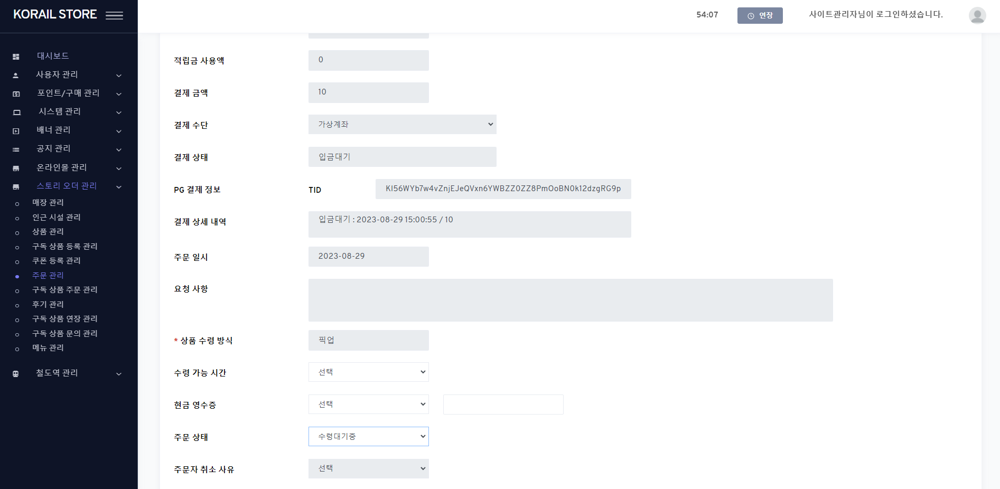 KORAIL STORE
54:07
연장
사이트관리자님이 로그인하셨습니다.
대시보드
사용자 관리
포인트/구매 관리
시스템 관리
배너 관리
공지 관리
온라인몰 관리
스토리 오더 관리
매장 관리
인근 시설 관리
상품 관리
구독 상품 등록 관리
쿠폰 등록 관리
주문 관리
구독 상품 주문 관리
후기 관리
구독 상품 연장 관리
구독 상품 문의 관리
메뉴 관리
철도역 관리
적립금 사용액 0
결제 금액 10
결제 수단 가상계좌
결제 상태 입금대기
PG 결제 정보 TID KI56WYb7w4vZnjEJeQVxn6YWBZZ0ZZ8PmOoBN0k12dzgRG9p
결제 상세 내역 입금대기 : 2023-08-29 15:00:55 / 10
주문 일시 2023-08-29
요청 사항
* 상품 수령 방식 픽업
수령 가능 시간 선택
현금 영수증 선택
주문 상태 수령대기중
주문자 취소 사유 선택